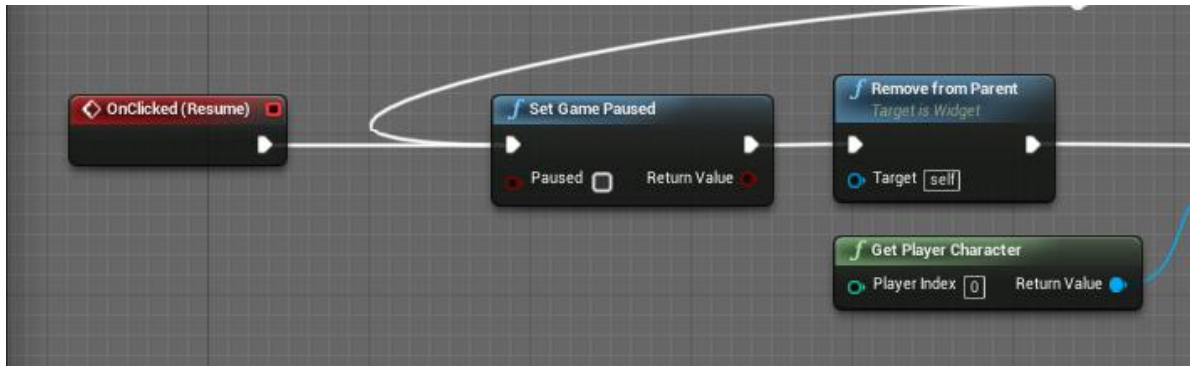 OnClicked (Resume)
f Set Game Paused
Paused
Return Value
f Remove from Parent
Target is Widget
Target self
f Get Player Character
Player Index 0
Return Value